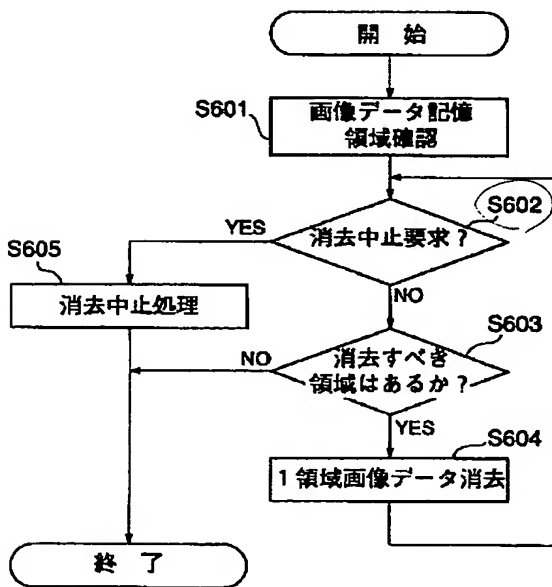 開 始
S601
画像データ記憶
領域確認
S602
YES
消去中止要求？
S605
消去中止処理
NO
S603
NO
消去すべき
領域はあるか？
YES
S604
1領域画像データ消去
終 了